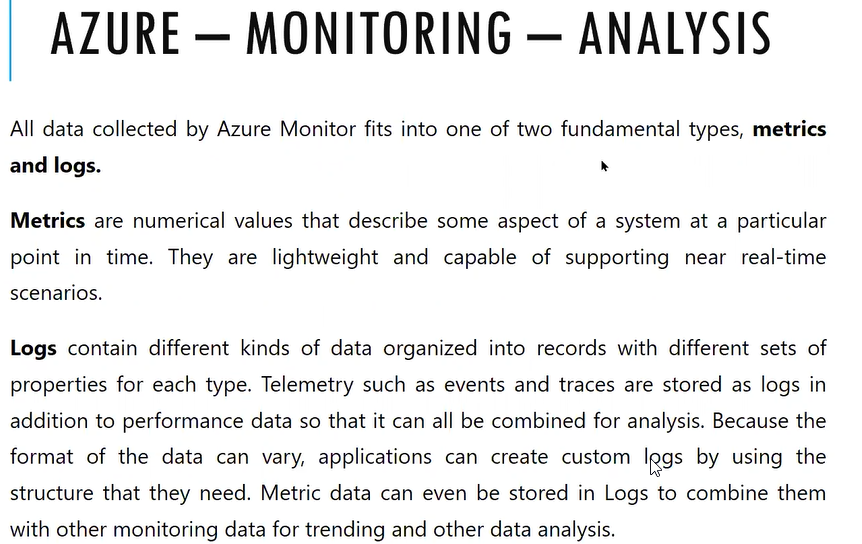 AZURE – MONITORING – ANALYSIS
All data collected by Azure Monitor fits into one of two fundamental types, metrics
and logs.
Metrics are numerical values that describe some aspect of a system at a particular
point in time. They are lightweight and capable of supporting near real-time
scenarios.
Logs contain different kinds of data organized into records with different sets of
properties for each type. Telemetry such as events and traces are stored as logs in
addition to performance data so that it can all be combined for analysis. Because the
format of the data can vary, applications can create custom logs by using the
structure that they need. Metric data can even be stored in Logs to combine them
with other monitoring data for trending and other data analysis.